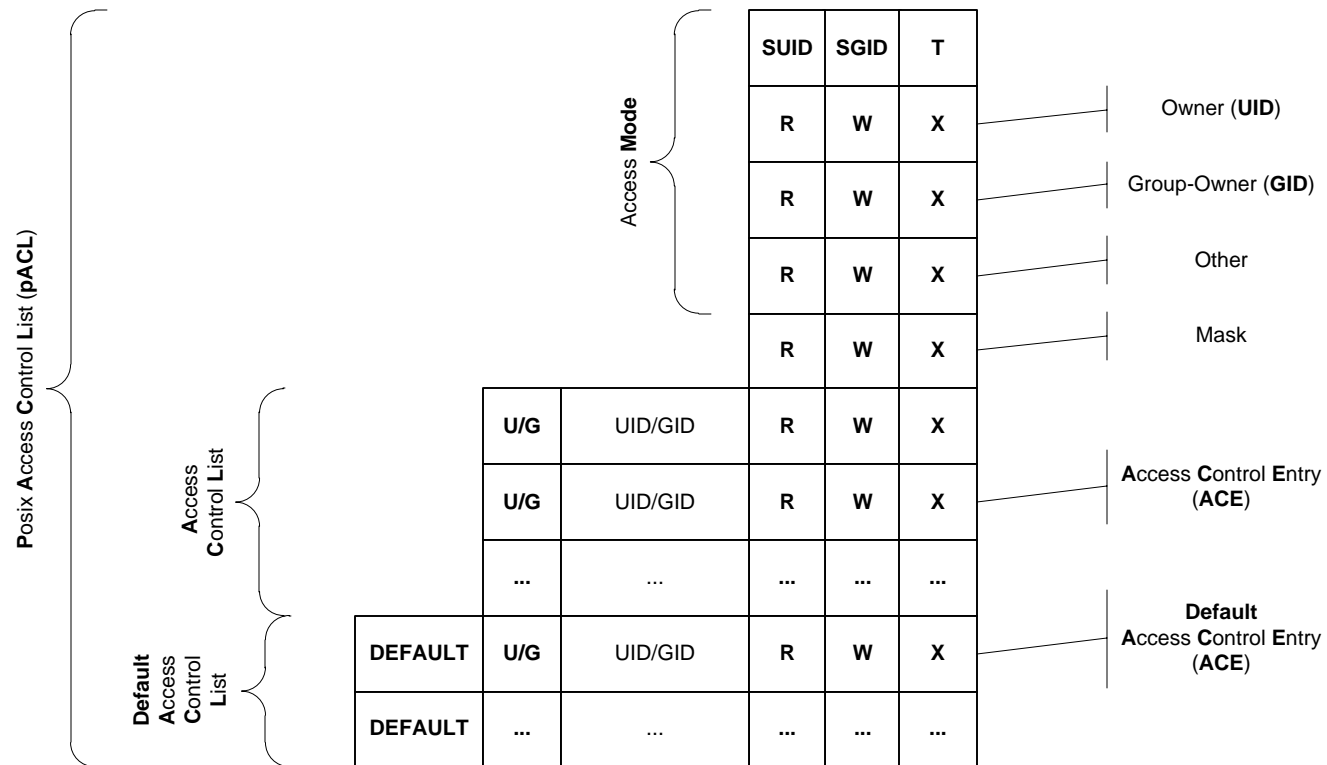 SUID SGID T
R W X
Owner (UID)
R W X
Group-Owner (GID)
R W X
Other
R W X
Mask
Access Mode
Posix Access Control List (pACL)
U/G UID/GID R W X
U/G UID/GID R W X
Access Control Entry
(ACE)
... ... ... ... ...
Access
Control List
DEFAULT U/G UID/GID R W X
Default
Access Control Entry
(ACE)
DEFAULT ... ... ... ... ...
Default
Access
Control
List